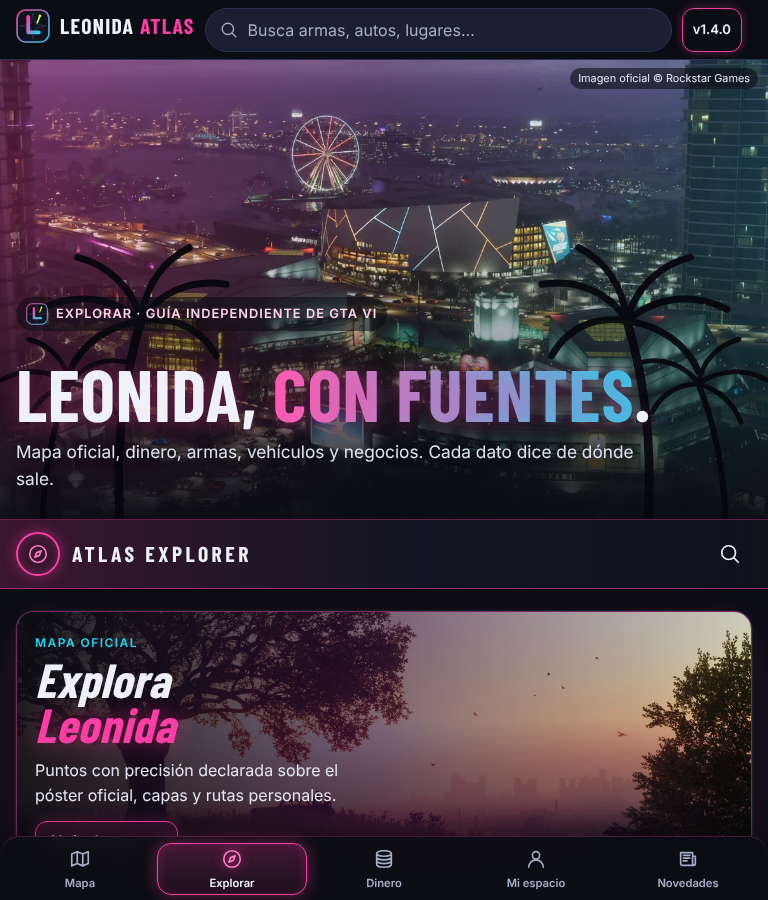 LEONIDA ATLAS
Busca armas, autos, lugares...
v1.4.0
Imagen oficial © Rockstar Games
EXPLORAR · GUÍA INDEPENDIENTE DE GTA VI
LEONIDA, CON FUENTES.
Mapa oficial, dinero, armas, vehículos y negocios. Cada dato dice de dónde
sale.
ATLAS EXPLORER
MAPA OFICIAL
Explora
Leonida
Puntos con precisión declarada sobre el
póster oficial, capas y rutas personales.
Mapa
Explorar
Dinero
Mi espacio
Novedades